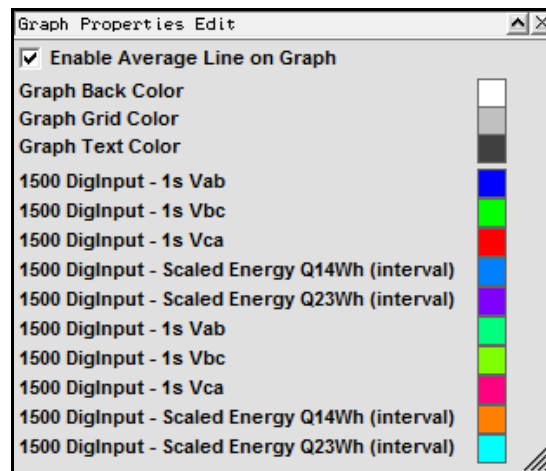 Graph Properties Edit
Enable Average Line on Graph
Graph Back Color
Graph Grid Color
Graph Text Color
1500 DigInput - 1s Vab
1500 DigInput - 1s Vbc
1500 DigInput - 1s Vca
1500 DigInput - Scaled Energy Q14Wh (interval)
1500 DigInput - Scaled Energy Q23Wh (interval)
1500 DigInput - 1s Vab
1500 DigInput - 1s Vbc
1500 DigInput - 1s Vca
1500 DigInput - Scaled Energy Q14Wh (interval)
1500 DigInput - Scaled Energy Q23Wh (interval)